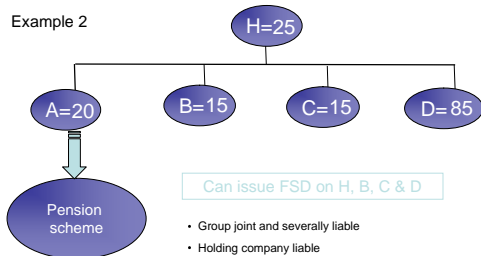 Example 2
H=25
A=20
B=15
C=15
D=85
Pension
scheme
Can issue FSD on H, B, C & D
• Group joint and severally liable
• Holding company liable